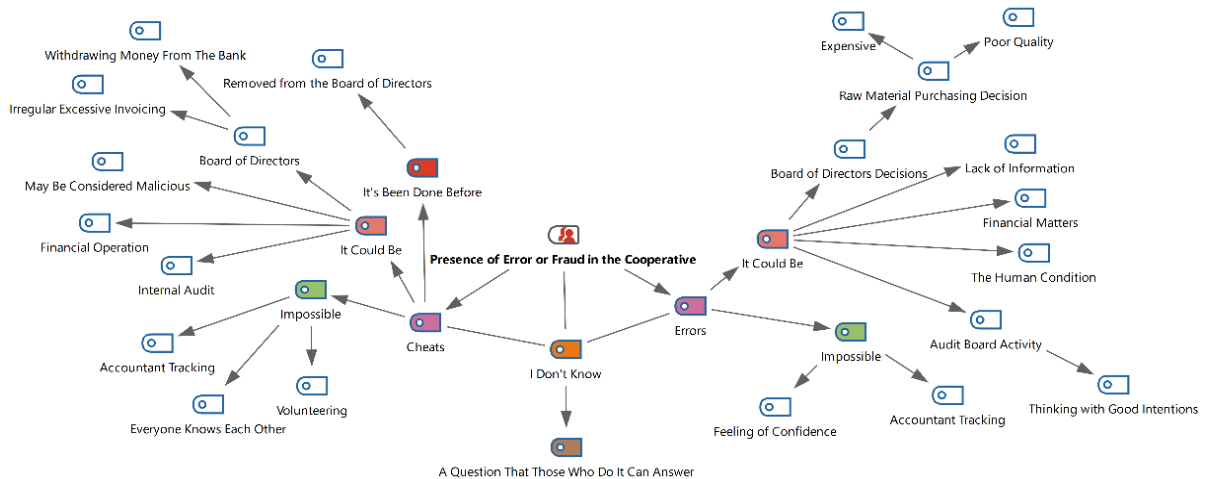 Expensive
Poor Quality
Withdrawing Money From The Bank
Removed from the Board of Directors
Raw Material Purchasing Decision
Irregular Excessive Invoicing
Board of Directors
Lack of Information
Board of Directors Decisions
May Be Considered Malicious
It's Been Done Before
Financial Matters
Financial Operation
It Could Be
Presence of Error or Fraud in the Cooperative
It Could Be
The Human Condition
Internal Audit
Impossible
Errors
Cheats
Audit Board Activity
Impossible
Accountant Tracking
I Don't Know
Volunteering
Everyone Knows Each Other
Feeling of Confidence
Accountant Tracking
Thinking with Good Intentions
A Question That Those Who Do It Can Answer